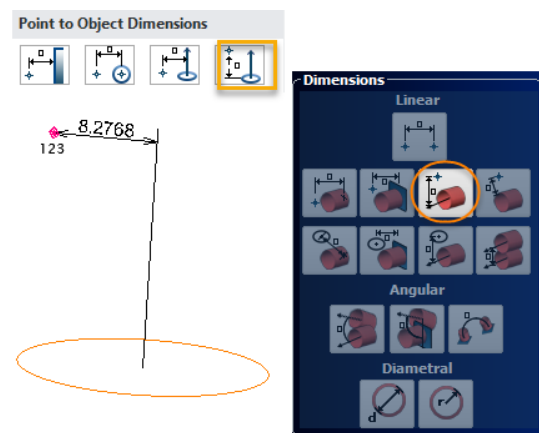 Point to Object Dimensions
8.2768
123
Dimensions
Linear
Angular
Diametral
d
r